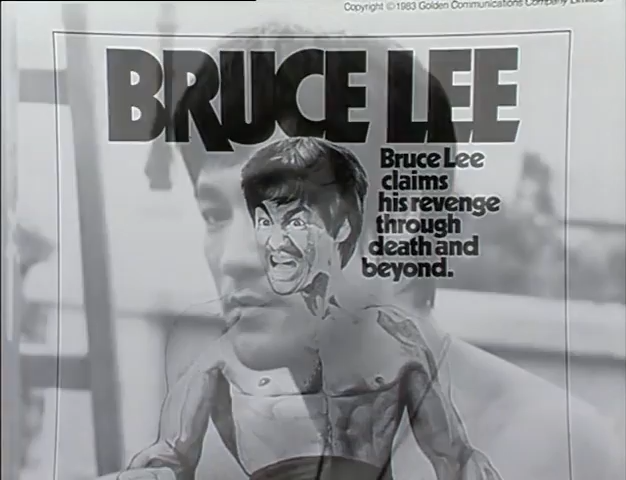 Copyright © 1983 Golden Communications Company Limited
BRUCE LEE
Bruce Lee
claims
his revenge
through
death and
beyond.